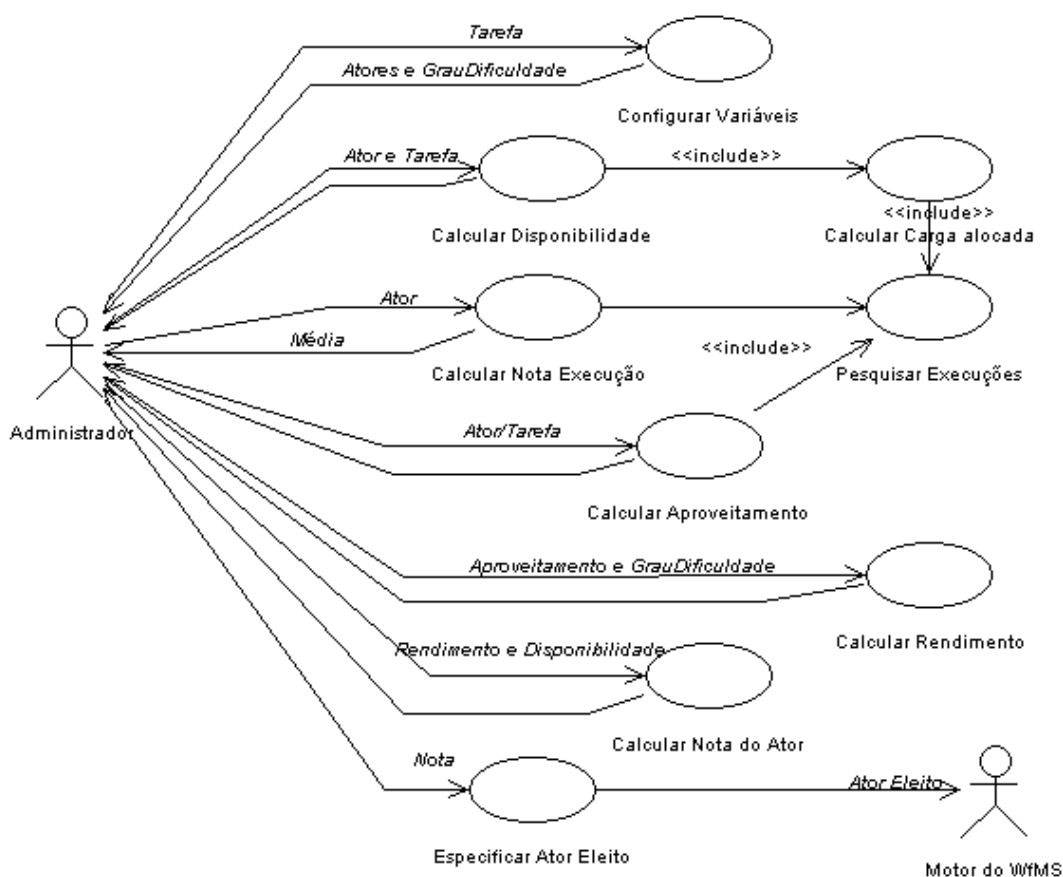 Tarefa
Atores e GrauDificuldade
Configurar Variáveis
Ator e Tarefa
<<include>>
<<include>>
Calcular Disponibilidade
Calcular Carga alocada
Ator
Média
<<include>>
Calcular Nota Execução
Pesquisar Execuções
Administrador
Ator/Tarefa
Calcular Aproveitamento
Aproveitamento e GrauDificuldade
Calcular Rendimento
Rendimento e Disponibilidade
Calcular Nota do Ator
Nota
Ator Eleito
Especificar Ator Eleito
Motor do WfMS